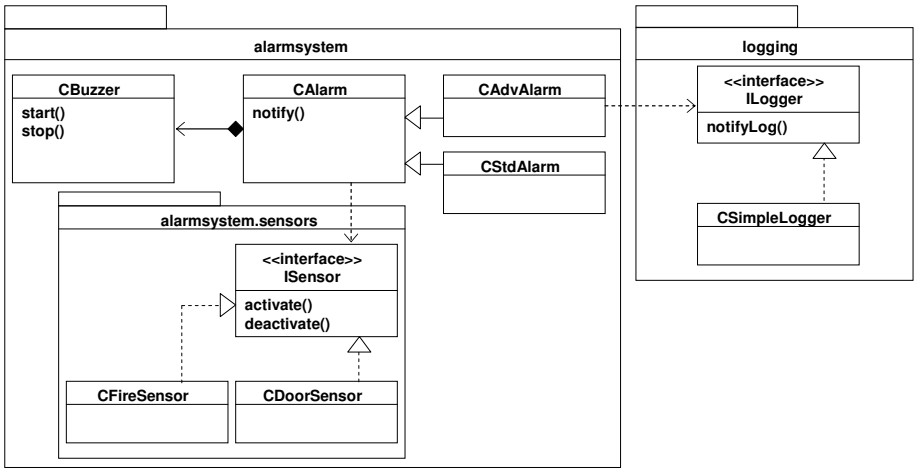 alarmsystem
CBuzzer
start()
stop()
CAlarm
notify()
CAdvAlarm
CStdAlarm
alarmsystem.sensors
<<interface>>
ISensor
activate()
deactivate()
CFireSensor
CDoorSensor
logging
<<interface>>
ILogger
notifyLog()
CSimpleLogger